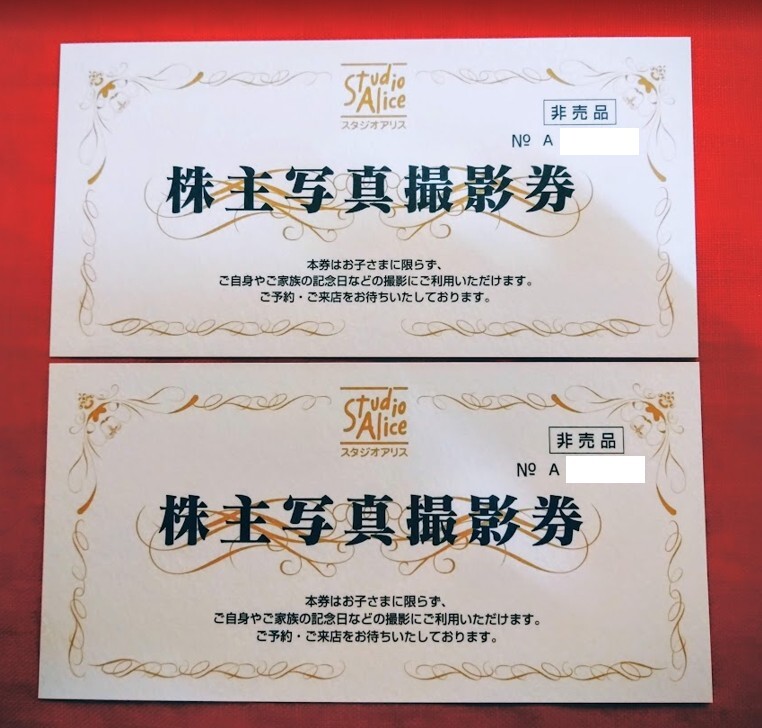 Studio
Alice
スタジオアリス
非売品
№ A
株主写真撮影券
本券はお子さまに限らず、
ご自身やご家族の記念日などの撮影にご利用いただけます。
ご予約・ご来店をお待ちいたしております。
Studio
Alice
スタジオアリス
非売品
№ A
株主写真撮影券
本券はお子さまに限らず、
ご自身やご家族の記念日などの撮影にご利用いただけます。
ご予約・ご来店をお待ちいたしております。